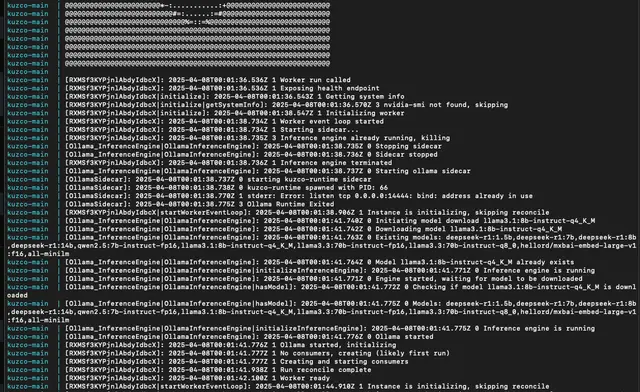 kuzco-main | @@@@@@@@@@@@@@@@@@@@@@@@@*-:...........:+@@@@@@@@@@@@@@@@@@@@@@@@@
kuzco-main | @@@@@@@@@@@@@@@@@@@@@@@@@@@@#=:......:=#@@@@@@@@@@@@@@@@@@@@@@@@@@@@
kuzco-main | @@@@@@@@@@@@@@@@@@@@@@@@@@@@@@@%=::=%@@@@@@@@@@@@@@@@@@@@@@@@@@@@@@@
kuzco-main | @@@@@@@@@@@@@@@@@@@@@@@@@@@@@@@@@@@@@@@@@@@@@@@@@@@@@@@@@@@@@@@@@@@@
kuzco-main | @@@@@@@@@@@@@@@@@@@@@@@@@@@@@@@@@@@@@@@@@@@@@@@@@@@@@@@@@@@@@@@@@@@@
kuzco-main | @@@@@@@@@@@@@@@@@@@@@@@@@@@@@@@@@@@@@@@@@@@@@@@@@@@@@@@@@@@@@@@@@@@@
kuzco-main | @@@@@@@@@@@@@@@@@@@@@@@@@@@@@@@@@@@@@@@@@@@@@@@@@@@@@@@@@@@@@@@@@@@@
kuzco-main |
kuzco-main | [RXMSf3KYPjnlAbdyIdbcX]: 2025-04-08T00:01:36.536Z 1 Worker run called
kuzco-main | [RXMSf3KYPjnlAbdyIdbcX]: 2025-04-08T00:01:36.536Z 1 Exposing health endpoint
kuzco-main | [RXMSf3KYPjnlAbdyIdbcX|initialize]: 2025-04-08T00:01:36.543Z 1 Getting system info
kuzco-main | [RXMSf3KYPjnlAbdyIdbcX|initialize|getSystemInfo]: 2025-04-08T00:01:36.570Z 3 nvidia-smi not found, skipping
kuzco-main | [RXMSf3KYPjnlAbdyIdbcX|initialize]: 2025-04-08T00:01:38.547Z 1 Initializing worker
kuzco-main | [RXMSf3KYPjnlAbdyIdbcX]: 2025-04-08T00:01:38.734Z 1 Worker event loop started
kuzco-main | [RXMSf3KYPjnlAbdyIdbcX]: 2025-04-08T00:01:38.734Z 1 Starting sidecar...
kuzco-main | [RXMSf3KYPjnlAbdyIdbcX]: 2025-04-08T00:01:38.735Z 3 Inference engine already running, killing
kuzco-main | [Ollama_InferenceEngine|OllamaInferenceEngine]: 2025-04-08T00:01:38.735Z 0 Stopping sidecar
kuzco-main | [Ollama_InferenceEngine|OllamaInferenceEngine]: 2025-04-08T00:01:38.736Z 0 Sidecar stopped
kuzco-main | [RXMSf3KYPjnlAbdyIdbcX]: 2025-04-08T00:01:38.736Z 1 Inference engine terminated
kuzco-main | [Ollama_InferenceEngine|OllamaInferenceEngine]: 2025-04-08T00:01:38.737Z 0 Starting ollama sidecar
kuzco-main | [OllamaSidecar]: 2025-04-08T00:01:38.737Z 0 starting kuzco-runtime sidecar
kuzco-main | [OllamaSidecar]: 2025-04-08T00:01:38.738Z 0 kuzco-runtime spawned with PID: 66
kuzco-main | [OllamaSidecar]: 2025-04-08T00:01:38.770Z 1 stderr: Error: listen tcp 0.0.0.0:14444: bind: address already in use
kuzco-main | [OllamaSidecar]: 2025-04-08T00:01:38.775Z 3 Ollama Runtime Exited
kuzco-main | [RXMSf3KYPjnlAbdyIdbcX|startWorkerEventLoop]: 2025-04-08T00:01:38.906Z 1 Instance is initializing, skipping reconcile
kuzco-main | [Ollama_InferenceEngine|OllamaInferenceEngine]: 2025-04-08T00:01:41.740Z 0 Initiating model download llama3.1:8b-instruct-q4_K_M
kuzco-main | [Ollama_InferenceEngine|OllamaInferenceEngine]: 2025-04-08T00:01:41.742Z 0 Downloading model llama3.1:8b-instruct-q4_K_M
kuzco-main | [Ollama_InferenceEngine|OllamaInferenceEngine]: 2025-04-08T00:01:41.763Z 0 Existing models: deepseek-r1:1.5b,deepseek-r1:7b,deepseek-r1:8b
,deepseek-r1:14b,qwen2.5:7b-instruct-fp16,llama3.1:8b-instruct-q4_K_M,llama3.3:70b-instruct-fp16,llama3.3:70b-instruct-q8_0,hellord/mxbai-embed-large-v1
:f16,all-minilm
kuzco-main | [Ollama_InferenceEngine|OllamaInferenceEngine]: 2025-04-08T00:01:41.764Z 0 Model llama3.1:8b-instruct-q4_K_M already exists
kuzco-main | [Ollama_InferenceEngine|OllamaInferenceEngine|initializeInferenceEngine]: 2025-04-08T00:01:41.771Z 0 Inference engine is running
kuzco-main | [Ollama_InferenceEngine|OllamaInferenceEngine]: 2025-04-08T00:01:41.771Z 0 Engine started, waiting for model to be downloaded
kuzco-main | [Ollama_InferenceEngine|OllamaInferenceEngine|hasModel]: 2025-04-08T00:01:41.772Z 0 Checking if model llama3.1:8b-instruct-q4_K_M is downl
oaded
kuzco-main | [Ollama_InferenceEngine|OllamaInferenceEngine|hasModel]: 2025-04-08T00:01:41.775Z 0 Models: deepseek-r1:1.5b,deepseek-r1:7b,deepseek-r1:8b
,deepseek-r1:14b,qwen2.5:7b-instruct-fp16,llama3.1:8b-instruct-q4_K_M,llama3.3:70b-instruct-fp16,llama3.3:70b-instruct-q8_0,hellord/mxbai-embed-large-v1
:f16,all-minilm
kuzco-main | [Ollama_InferenceEngine|OllamaInferenceEngine|initializeInferenceEngine]: 2025-04-08T00:01:41.775Z 0 Inference engine is running
kuzco-main | [Ollama_InferenceEngine|OllamaInferenceEngine]: 2025-04-08T00:01:41.775Z 0 Ollama started
kuzco-main | [RXMSf3KYPjnlAbdyIdbcX]: 2025-04-08T00:01:41.776Z 1 Ollama started, initializing
kuzco-main | [RXMSf3KYPjnlAbdyIdbcX]: 2025-04-08T00:01:41.777Z 1 No consumers, creating (likely first run)
kuzco-main | [RXMSf3KYPjnlAbdyIdbcX]: 2025-04-08T00:01:41.777Z 1 Creating and starting consumers
kuzco-main | [RXMSf3KYPjnlAbdyIdbcX]: 2025-04-08T00:01:41.938Z 1 Run reconcile complete
kuzco-main | [RXMSf3KYPjnlAbdyIdbcX]: 2025-04-08T00:01:42.100Z 1 Worker ready
kuzco-main | [RXMSf3KYPjnlAbdyIdbcX|startWorkerEventLoop]: 2025-04-08T00:01:44.910Z 1 Instance is initializing, skipping reconcile